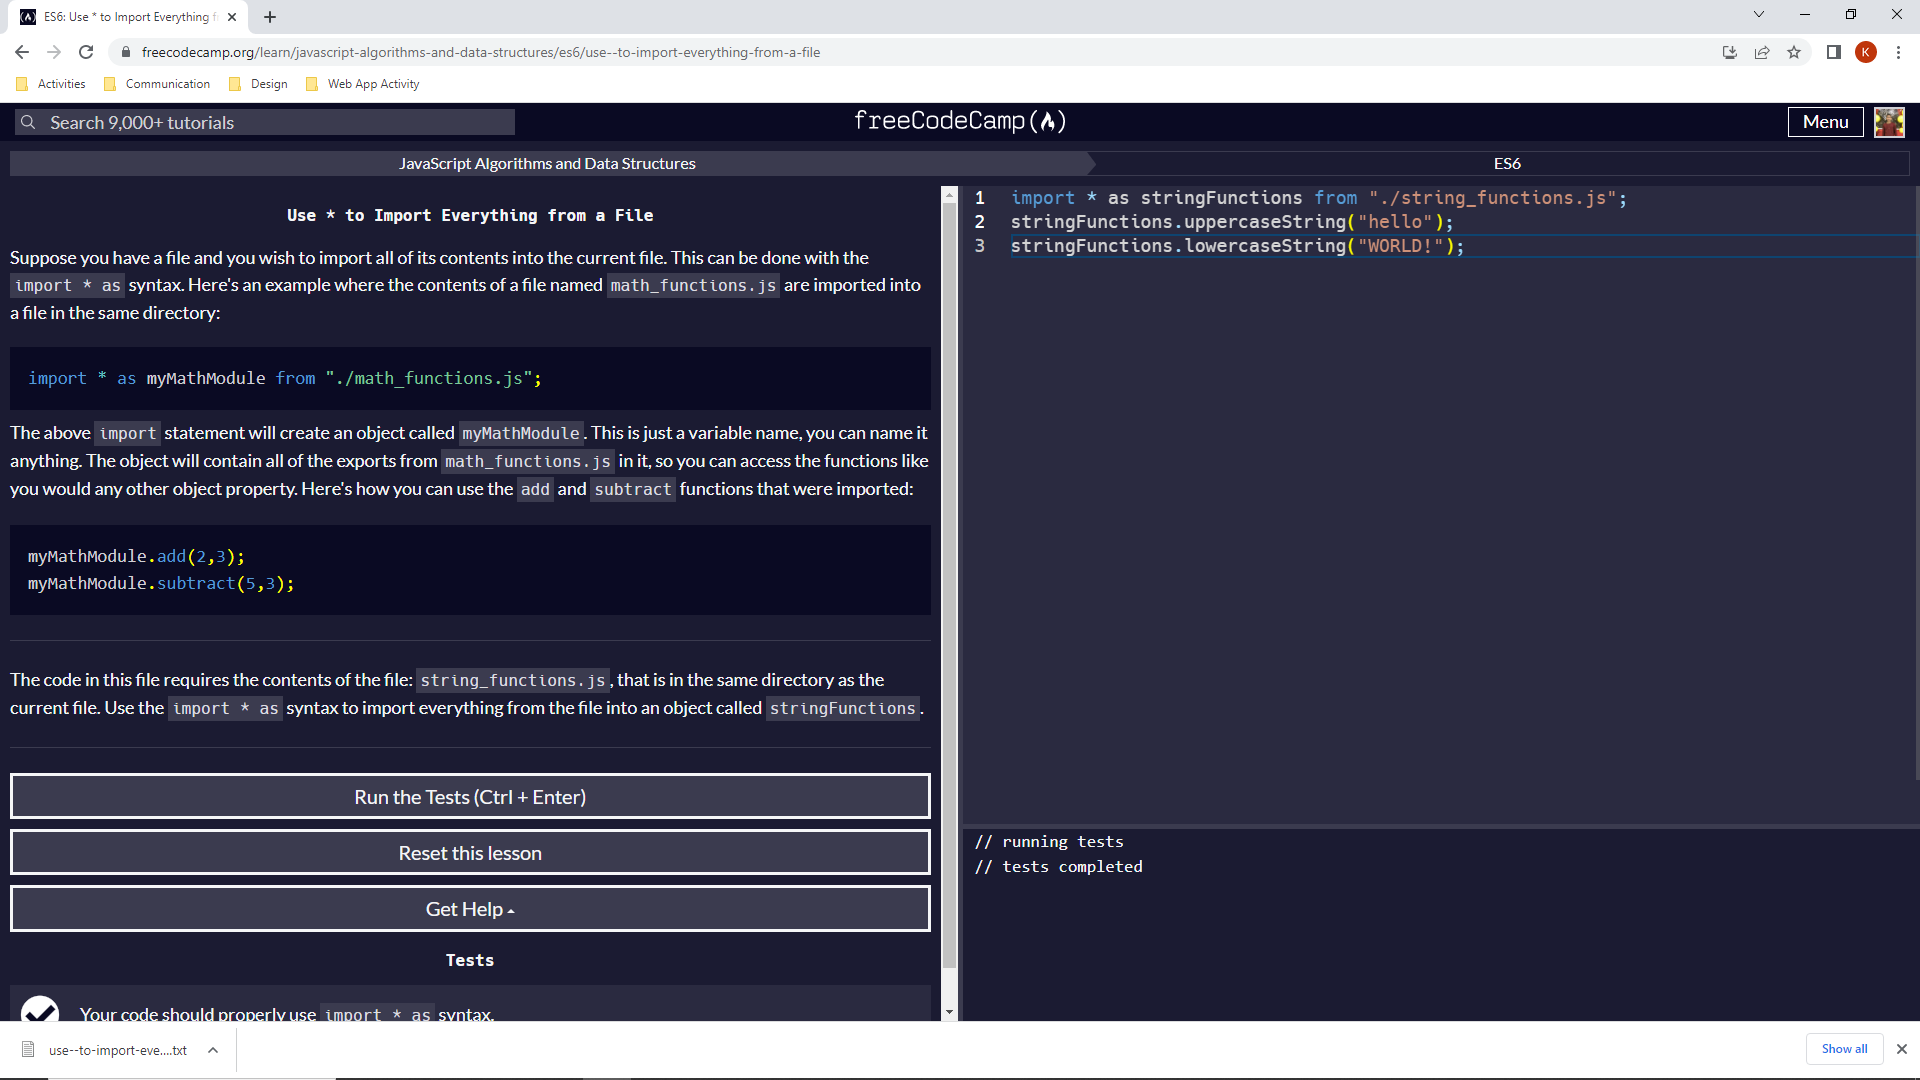 ES6: Use * to Import Everything f
freecodecamp.org/learn/javascript-algorithms-and-data-structures/es6/use--to-import-everything-from-a-file
K
Activities
Communication
Design
Web App Activity
Search 9,000+ tutorials
freeCodeCamp
Menu
JavaScript Algorithms and Data Structures
ES6
Use * to Import Everything from a File
Suppose you have a file and you wish to import all of its contents into the current file. This can be done with the
import * as syntax. Here's an example where the contents of a file named math_functions.js are imported into
a file in the same directory:
import * as myMathModule from "./math_functions.js";
The above import statement will create an object called myMathModule. This is just a variable name, you can name it
anything. The object will contain all of the exports from math_functions.js in it, so you can access the functions like
you would any other object property. Here's how you can use the add and subtract functions that were imported:
myMathModule.add(2,3);
myMathModule.subtract(5,3);
The code in this file requires the contents of the file: string_functions.js, that is in the same directory as the
current file. Use the import * as syntax to import everything from the file into an object called stringFunctions.
Run the Tests (Ctrl + Enter)
Reset this lesson
Get Help
Tests
Your code should properly use import * as syntax.
1 import * as stringFunctions from "./string_functions.js";
2 stringFunctions.uppercaseString("hello");
3 stringFunctions.lowercaseString("WORLD!");
// running tests
// tests completed
use--to-import-eve....txt
Show all